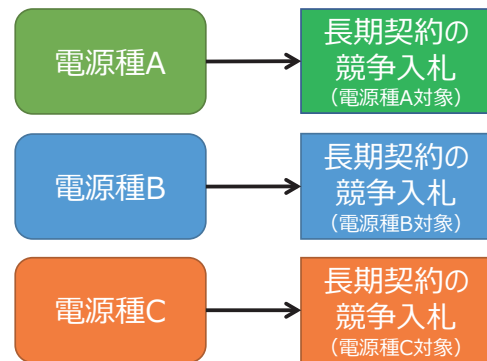 電源種A
長期契約の
競争入札
(電源種A対象)
電源種B
長期契約の
競争入札
(電源種B対象)
電源種C
長期契約の
競争入札
(電源種C対象)